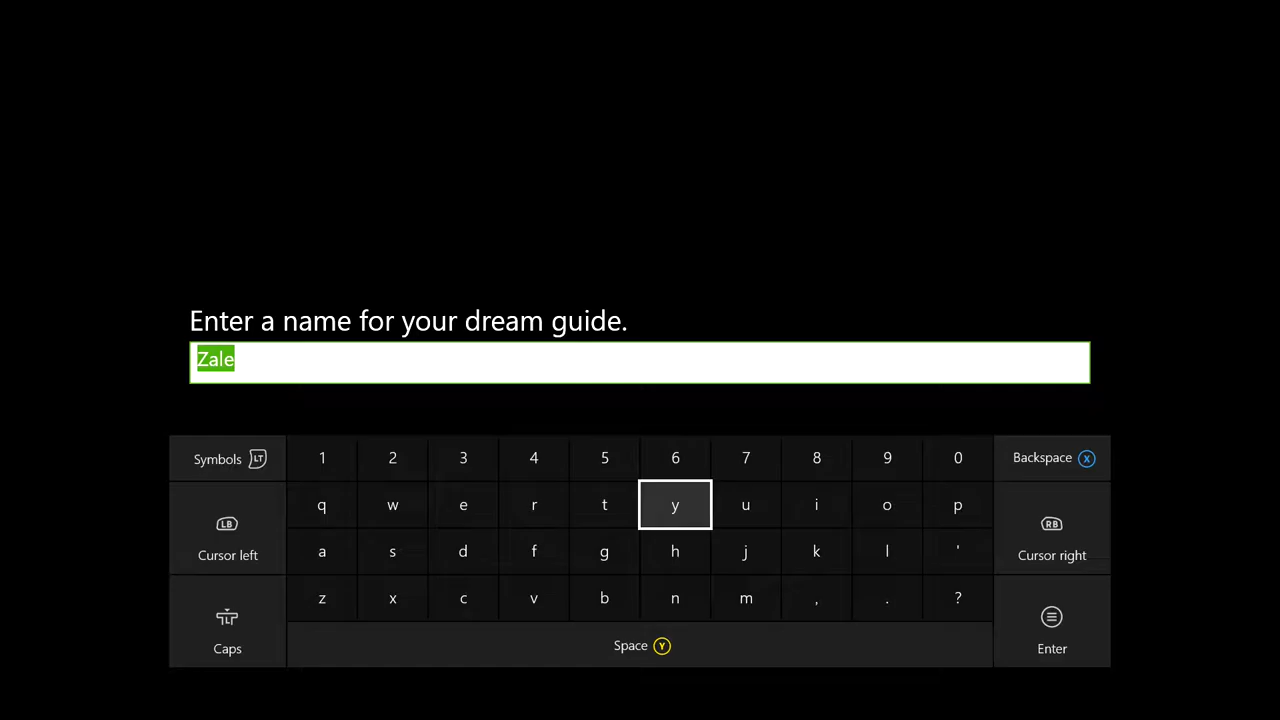 Enter a name for your dream guide.
Zale
Symbols LT 1 2 3 4 5 6 7 8 9 0 Backspace X
q w e r t y u i o p
LB RB
Cursor left a s d f g h j k l ' Cursor right
z x c v b n m , . ?
LT
Caps Space Y Enter